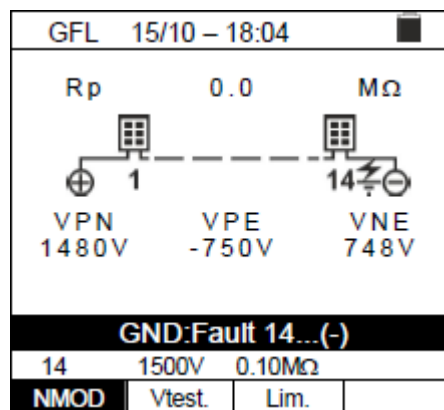 GFL 15/10 – 18:04
Rp 0.0 MΩ
1 14
VPN VPE VNE
1480V -750V 748V
GND:Fault 14...(-)
14 1500V 0.10MΩ
NMOD Vtest. Lim.